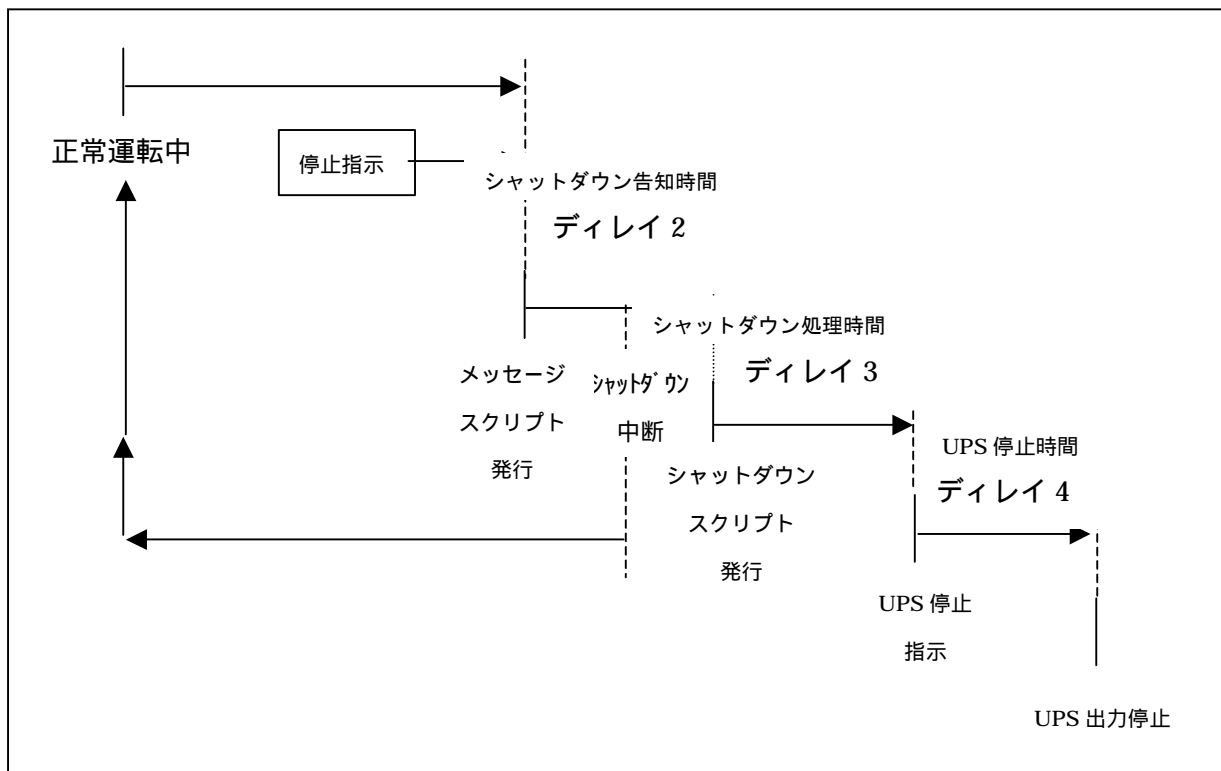 正常運転中
停止指示
シャットダウン告知時間
ディレイ 2
シャットダウン処理時間
ディレイ 3
メッセージ
スクリプト
発行
ｼｬｯﾄﾀﾞｳﾝ
中断
シャットダウン
スクリプト
発行
UPS 停止時間
ディレイ 4
UPS 停止
指示
UPS 出力停止